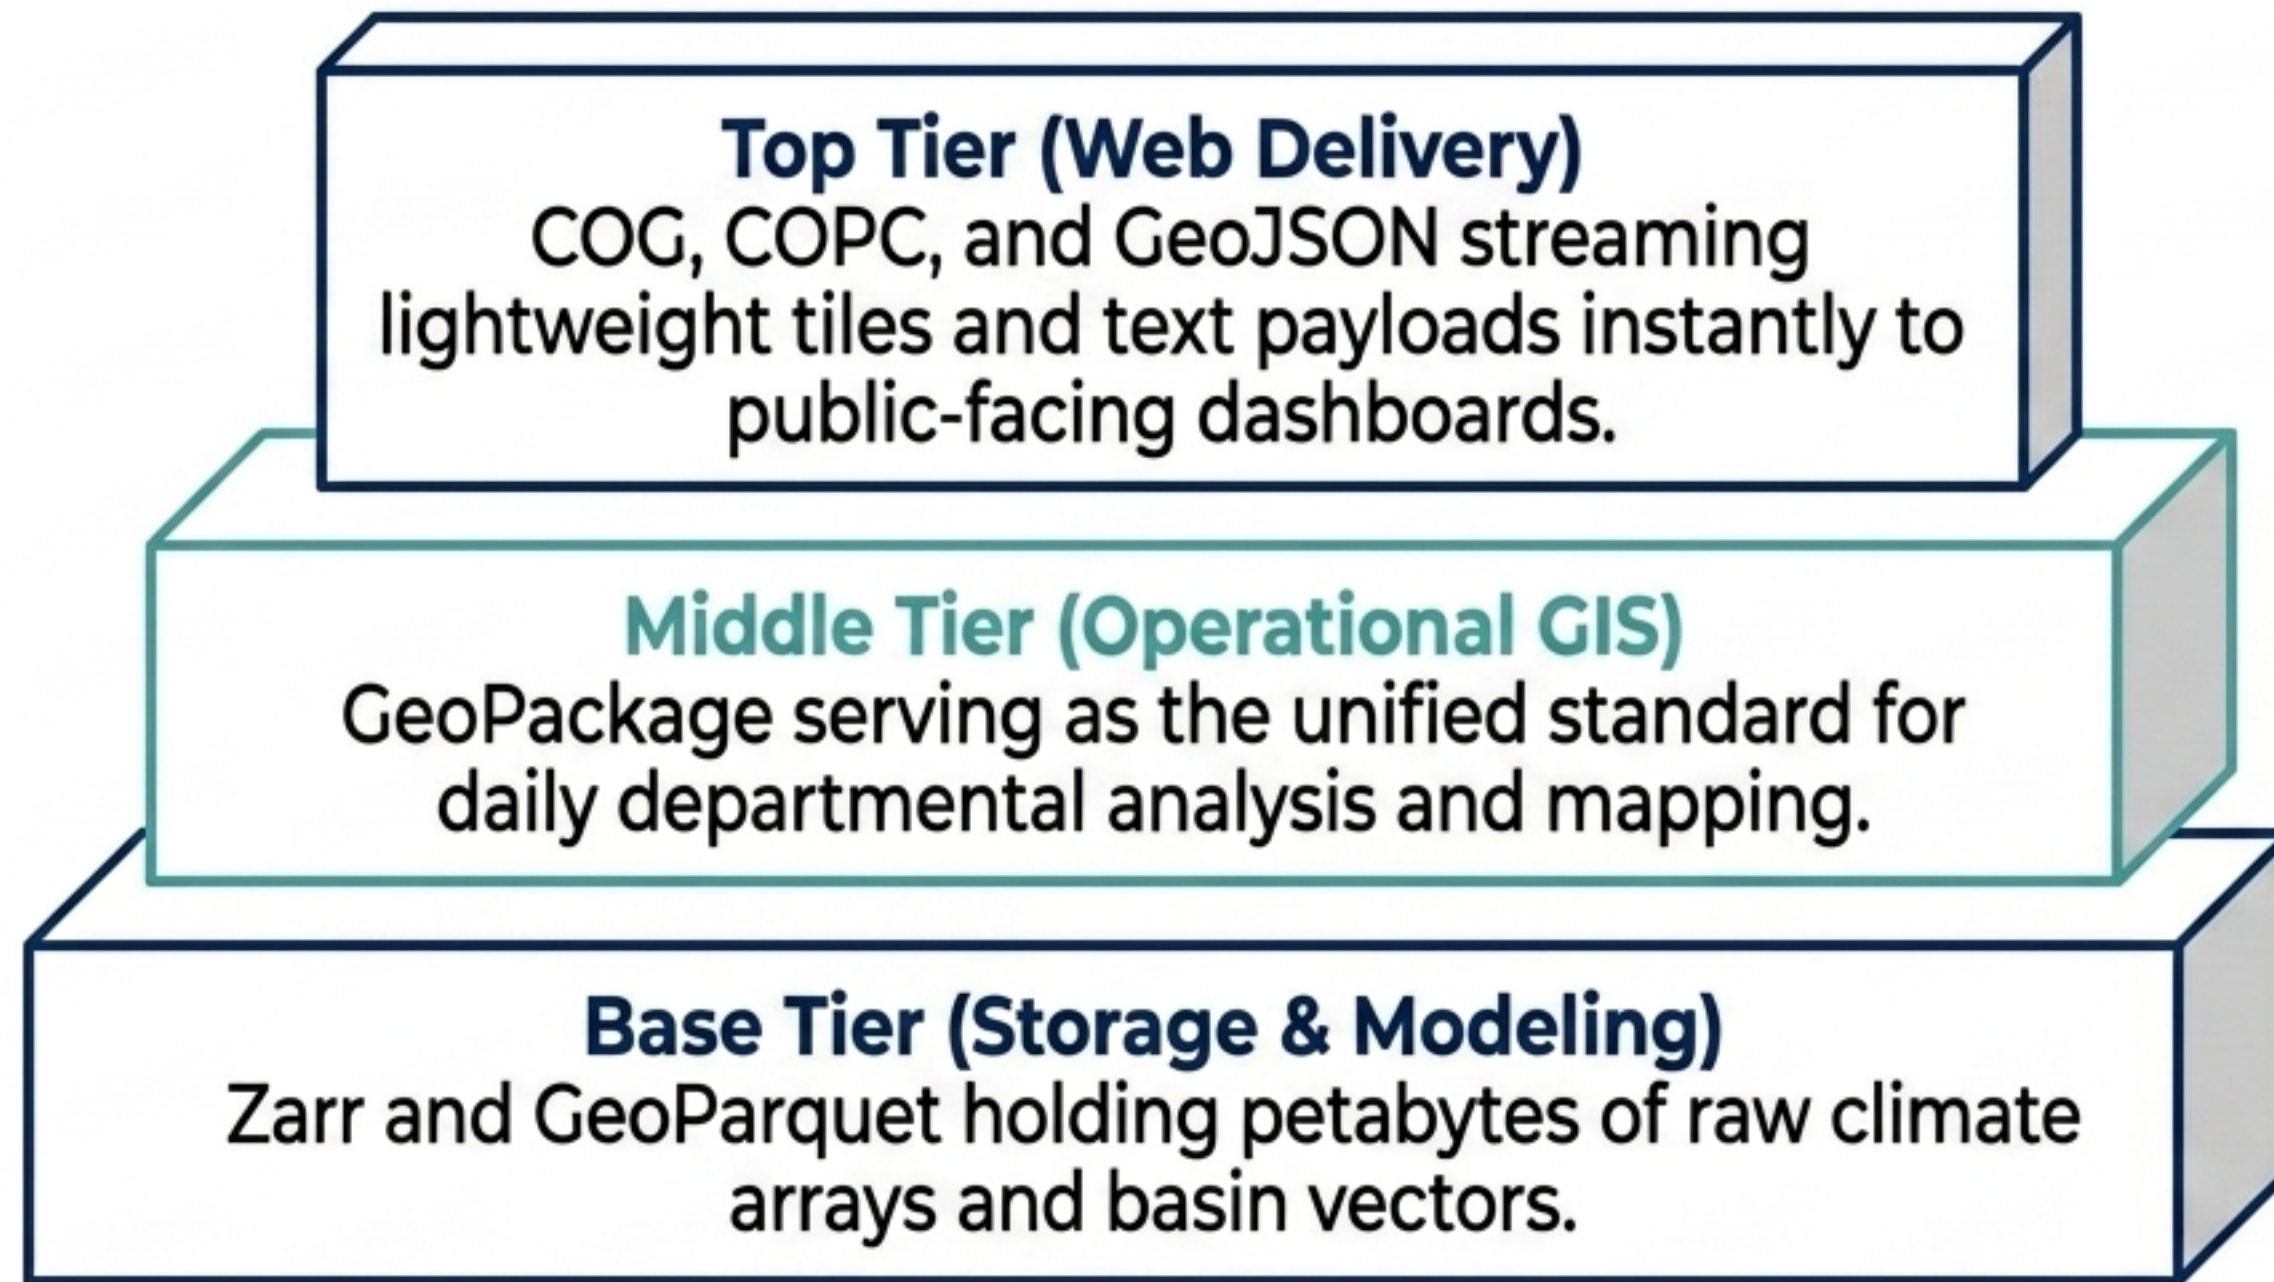 Top Tier (Web Delivery)
COG, COPC, and GeoJSON streaming
lightweight tiles and text payloads instantly to
public-facing dashboards.
Middle Tier (Operational GIS)
GeoPackage serving as the unified standard for
daily departmental analysis and mapping.
Base Tier (Storage & Modeling)
Zarr and GeoParquet holding petabytes of raw climate
arrays and basin vectors.